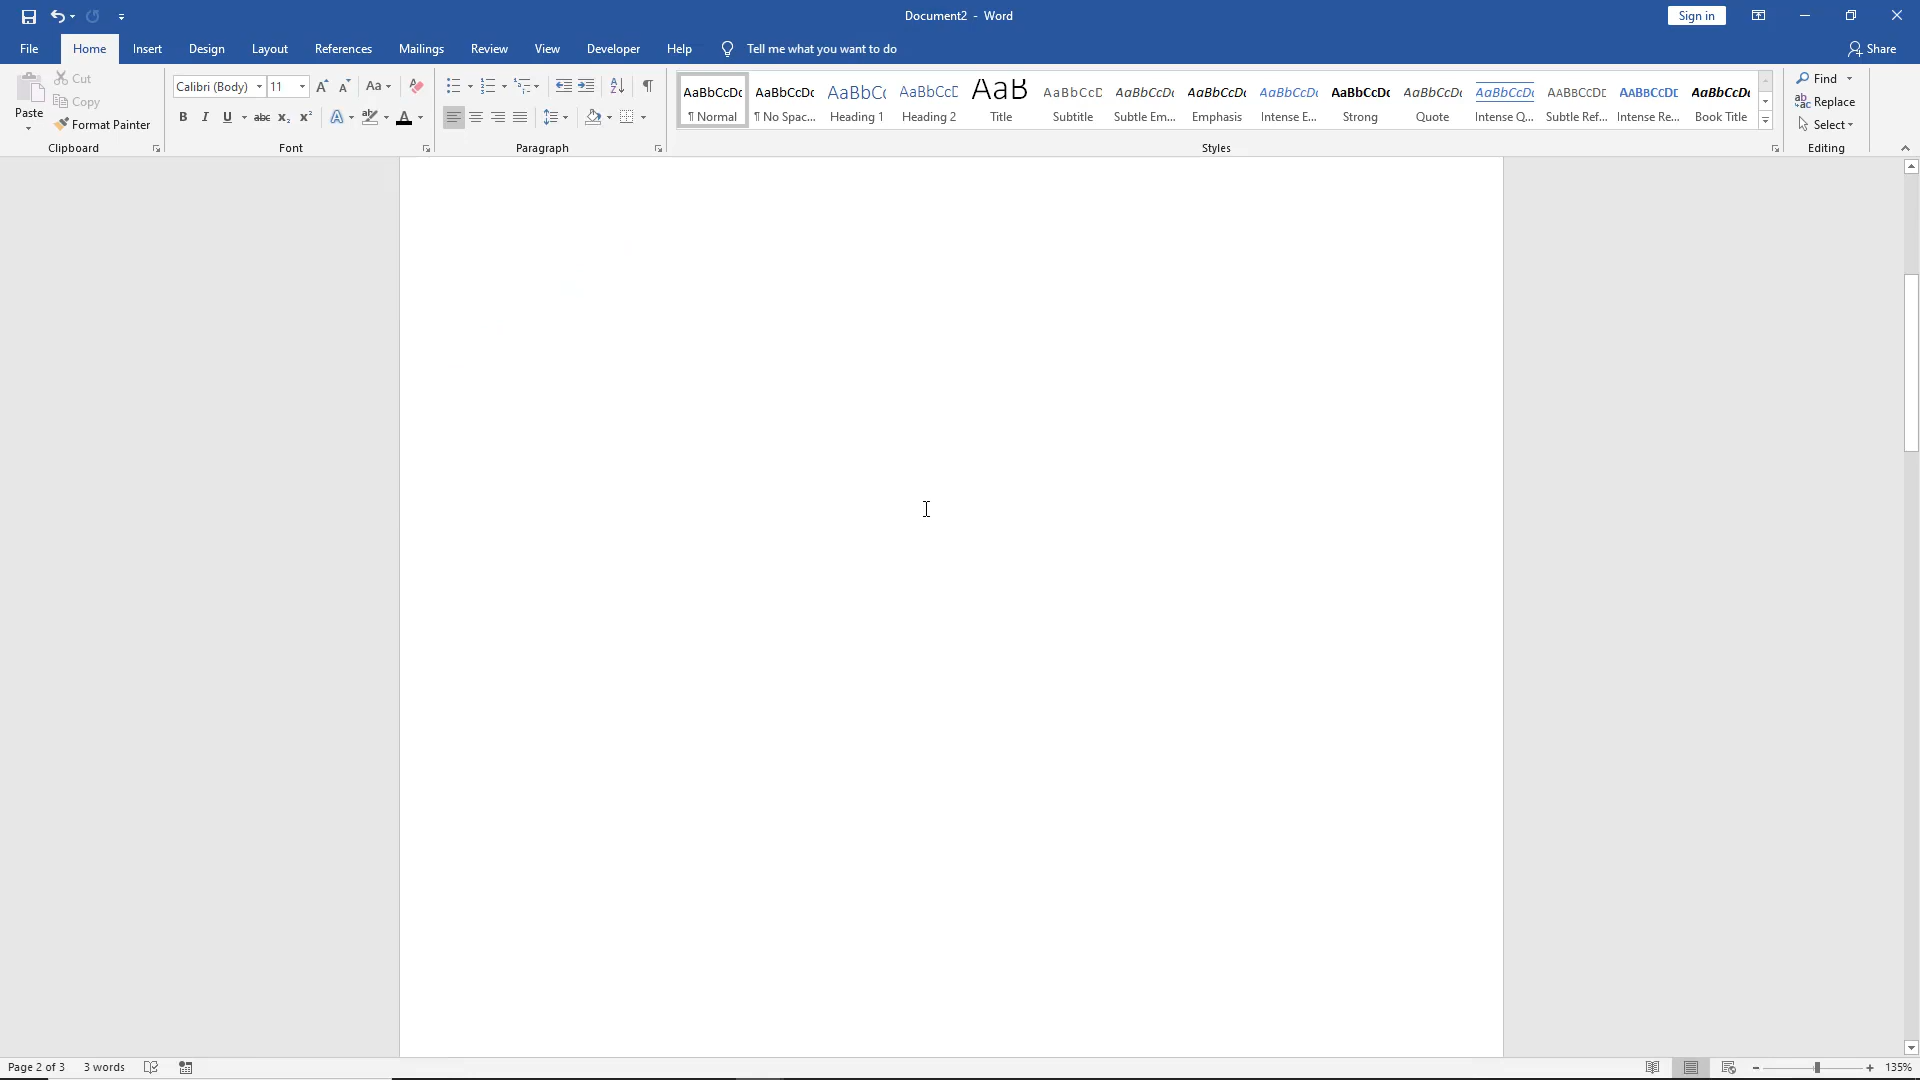 Document2 - Word
Sign in
File Home Insert Design Layout References Mailings Review View Developer Help Tell me what you want to do Share
Paste
Cut
Copy
Format Painter
Clipboard
Calibri (Body) 11 Aa
B I U abc x₂ x² A aby A
Font
Paragraph
AaBbCcDc AaBbCcDc AaBbCc AaBbCcD AaB AaBbCcD AaBbCcDc AaBbCcDc AaBbCcDc AaBbCcDc AaBbCcDc AaBbCcDc AABBCCDD AABBCCDD AaBbCcDc
¶ Normal ¶ No Spac... Heading 1 Heading 2 Title Subtitle Subtle Em... Emphasis Intense E... Strong Quote Intense Q... Subtle Ref... Intense Re... Book Title
Styles
Find
Replace
Select
Editing
Page 2 of 3 3 words 135%